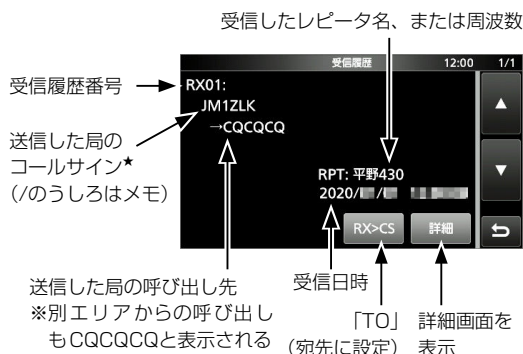 受信したレピータ名、または周波数
受信履歴 12:00 1/1
受信履歴番号
RX01:
JM1ZLK
→CQCQCQ
送信した局の
コールサイン★
(/のうしろはメモ)
RPT: 平野430
2020/
RX>CS 詳細
送信した局の呼び出し先
※別エリアからの呼び出し
もCQCQCQと表示される
受信日時
「TO」
（宛先に設定）
詳細画面を
表示